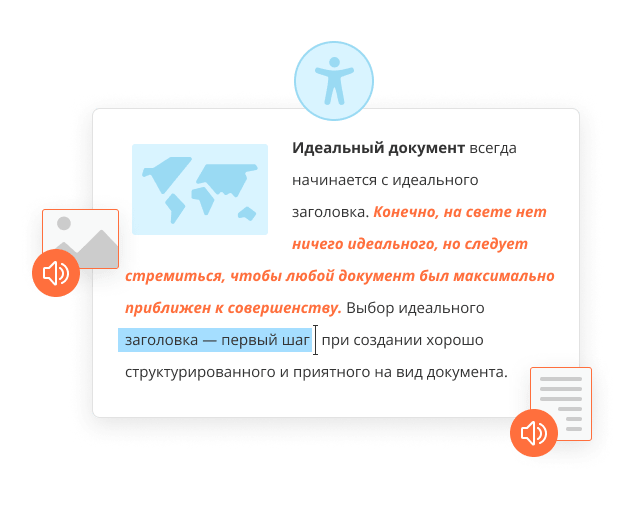 Идеальный документ всегда
начинается с идеального
заголовка. Конечно, на свете нет
ничего идеального, но следует
стремиться, чтобы любой документ был максимально
приближен к совершенству. Выбор идеального
заголовка — первый шаг при создании хорошо
структурированного и приятного на вид документа.